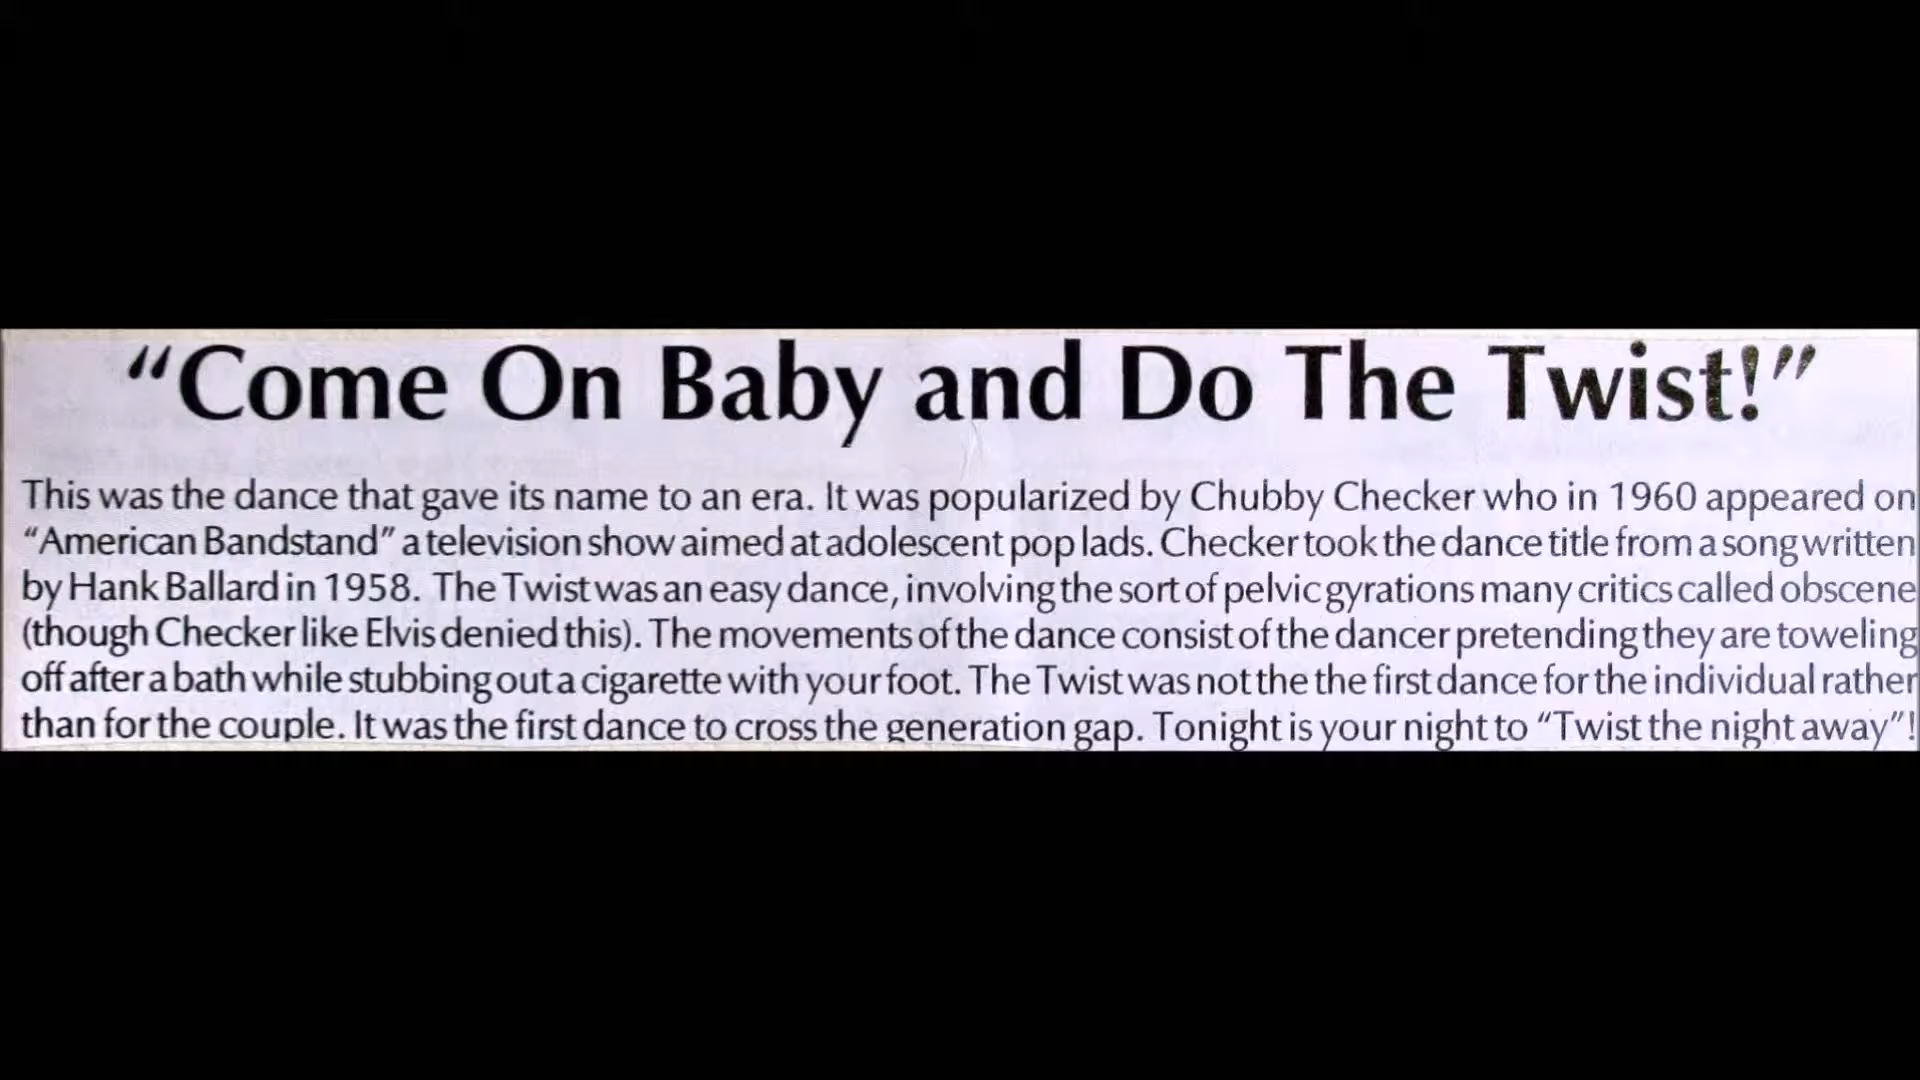 “Come On Baby and Do The Twist!”
This was the dance that gave its name to an era. It was popularized by Chubby Checker who in 1960 appeared on
“American Bandstand” a television show aimed at adolescent pop lads. Checker took the dance title from a song written
by Hank Ballard in 1958. The Twist was an easy dance, involving the sort of pelvic gyrations many critics called obscene
(though Checker like Elvis denied this). The movements of the dance consist of the dancer pretending they are toweling
off after a bath while stubbing out a cigarette with your foot. The Twist was not the the first dance for the individual rather
than for the couple. It was the first dance to cross the generation gap. Tonight is your night to “Twist the night away”!